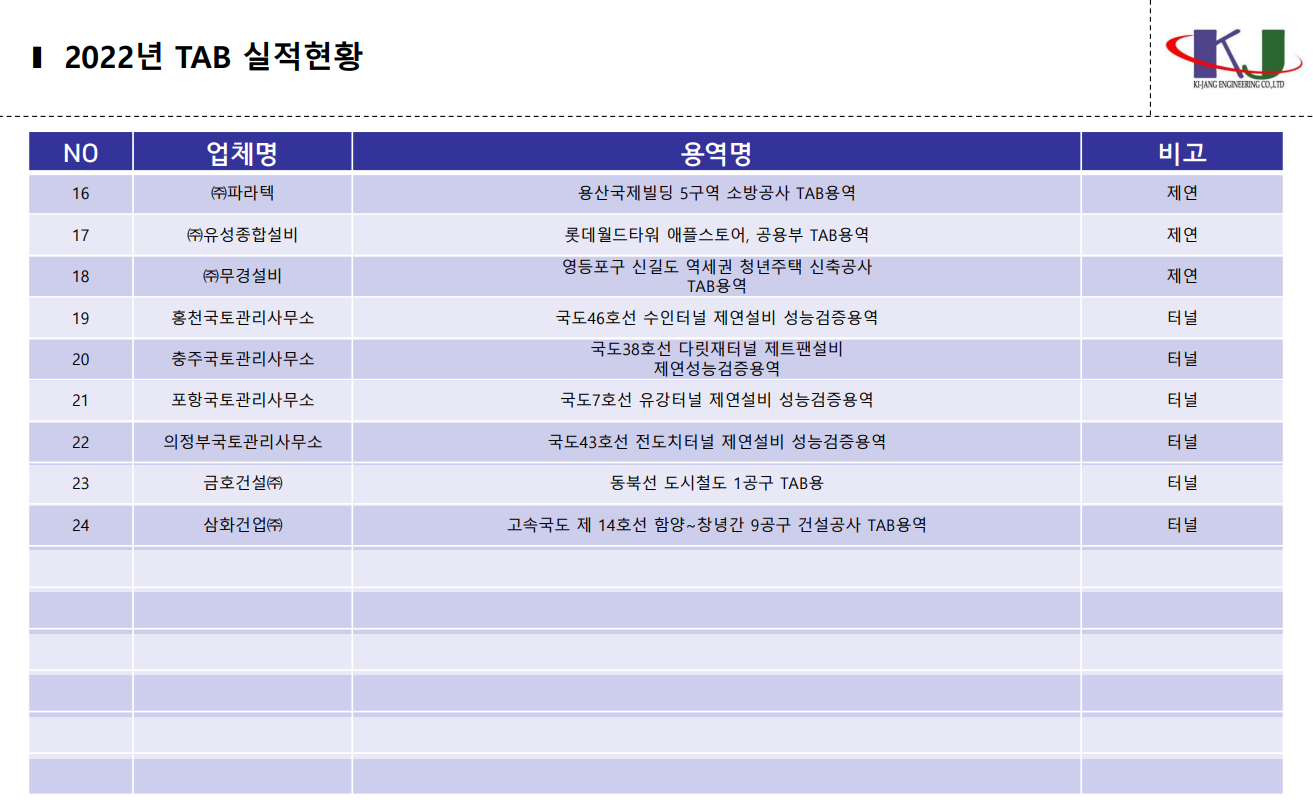 2022년 TAB 실적현황
KJ
KI-JANG ENGINEERING CO.,LTD
NO 업체명 용역명 비고
16 ㈜파라텍 용산국제빌딩 5구역 소방공사 TAB용역 제연
17 ㈜유성종합설비 롯데월드타워 애플스토어, 공용부 TAB용역 제연
18 ㈜무경설비 영등포구 신길도 역세권 청년주택 신축공사
TAB용역 제연
19 홍천국토관리사무소 국도46호선 수인터널 제연설비 성능검증용역 터널
20 충주국토관리사무소 국도38호선 다릿재터널 제트팬설비
제연성능검증용역 터널
21 포항국토관리사무소 국도7호선 유강터널 제연설비 성능검증용역 터널
22 의정부국토관리사무소 국도43호선 전도치터널 제연설비 성능검증용역 터널
23 금호건설㈜ 동북선 도시철도 1공구 TAB용 터널
24 삼화건업㈜ 고속국도 제 14호선 함양~창녕간 9공구 건설공사 TAB용역 터널